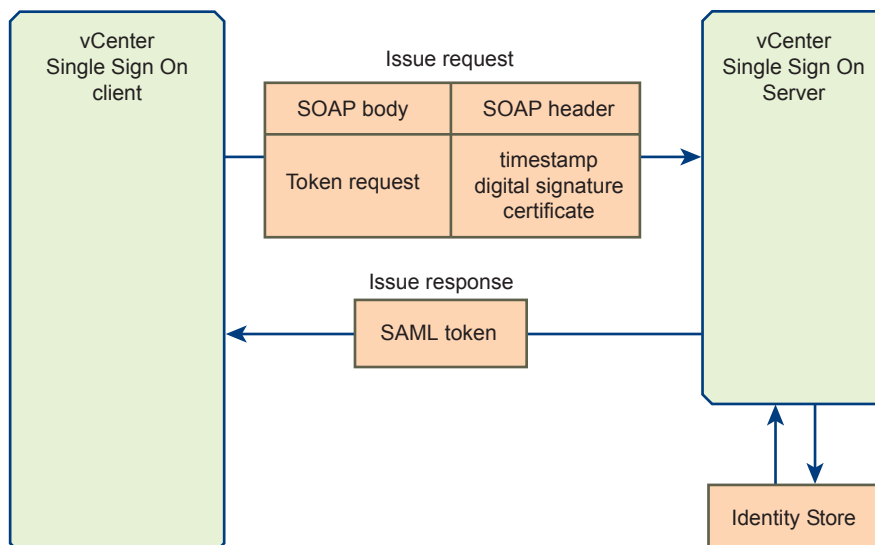 vCenter
Single Sign On
client
Issue request
vCenter
Single Sign On
Server
SOAP body
SOAP header
Token request
timestamp
digital signature
certificate
Issue response
SAML token
Identity Store